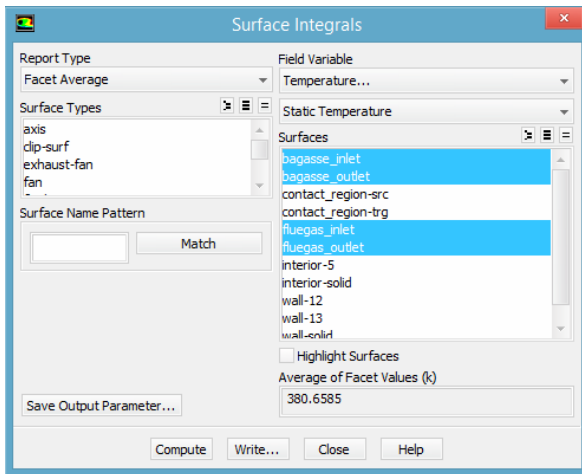 Surface Integrals
Report Type
Facet Average
Surface Types
axis
clip-surf
exhaust-fan
fan
Surface Name Pattern
Match
Save Output Parameter...
Field Variable
Temperature...
Static Temperature
Surfaces
bagasse_inlet
bagasse_outlet
contact_region-src
contact_region-trg
fluegas_inlet
fluegas_outlet
interior-5
interior-solid
wall-12
wall-13
wall-solid
Highlight Surfaces
Average of Facet Values (k)
380.6585
Compute Write... Close Help